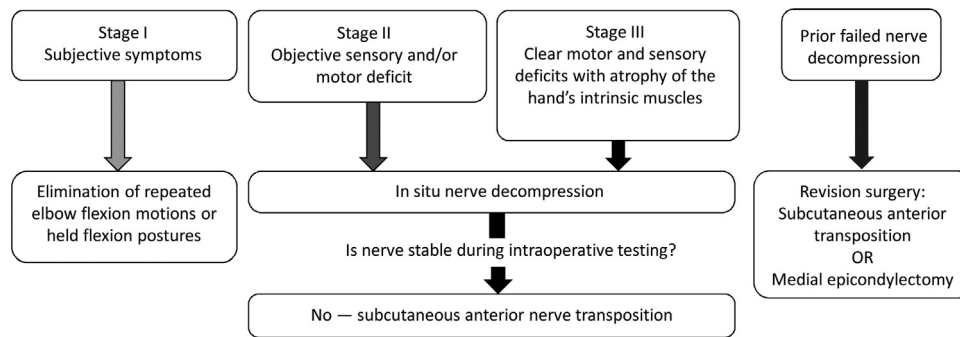 Stage I
Subjective symptoms
Elimination of repeated
elbow flexion motions or
held flexion postures
Stage II
Objective sensory and/or
motor deficit
Stage III
Clear motor and sensory
deficits with atrophy of the
hand’s intrinsic muscles
In situ nerve decompression
Is nerve stable during intraoperative testing?
No — subcutaneous anterior nerve transposition
Prior failed nerve
decompression
Revision surgery:
Subcutaneous anterior
transposition
OR
Medial epicondylectomy